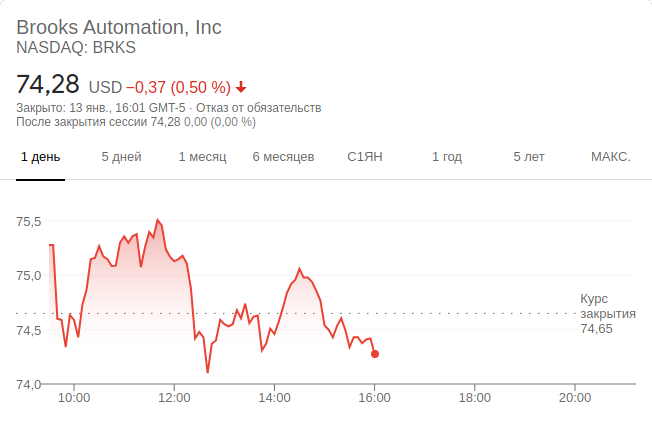 Brooks Automation, Inc
NASDAQ: BRKS
74,28 USD −0,37 (0,50 %)
Закрыто: 13 янв., 16:01 GMT-5 · Отказ от обязательств
После закрытия сессии 74,28 0,00 (0,00 %)
1 день 5 дней 1 месяц 6 месяцев С1ЯН 1 год 5 лет МАКС.
75,5
75,0
Курс
закрытия
74,65
74,5
74,0
10:00 12:00 14:00 16:00 18:00 20:00